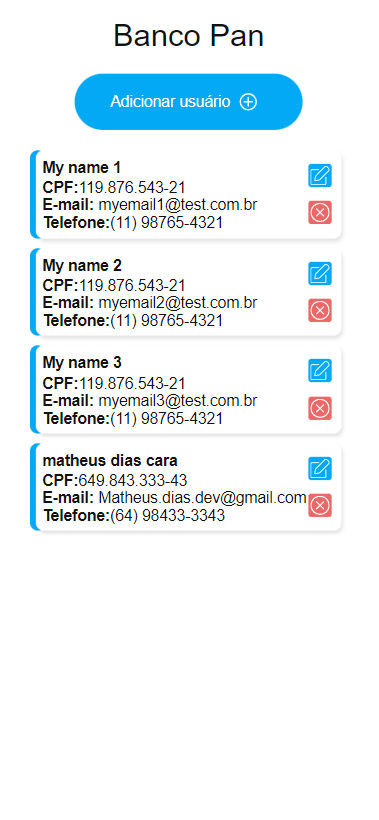 Banco Pan
Adicionar usuário
My name 1
CPF:119.876.543-21
E-mail: myemail1@test.com.br
Telefone:(11) 98765-4321
My name 2
CPF:119.876.543-21
E-mail: myemail2@test.com.br
Telefone:(11) 98765-4321
My name 3
CPF:119.876.543-21
E-mail: myemail3@test.com.br
Telefone:(11) 98765-4321
matheus dias cara
CPF:649.843.333-43
E-mail: Matheus.dias.dev@gmail.com
Telefone:(64) 98433-3343